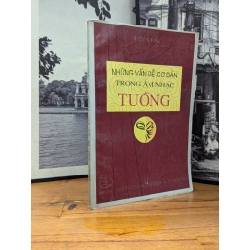 NHỮNG VẤN ĐỀ CƠ BẢN
TRONG ÂM NHẠC
TUỒNG